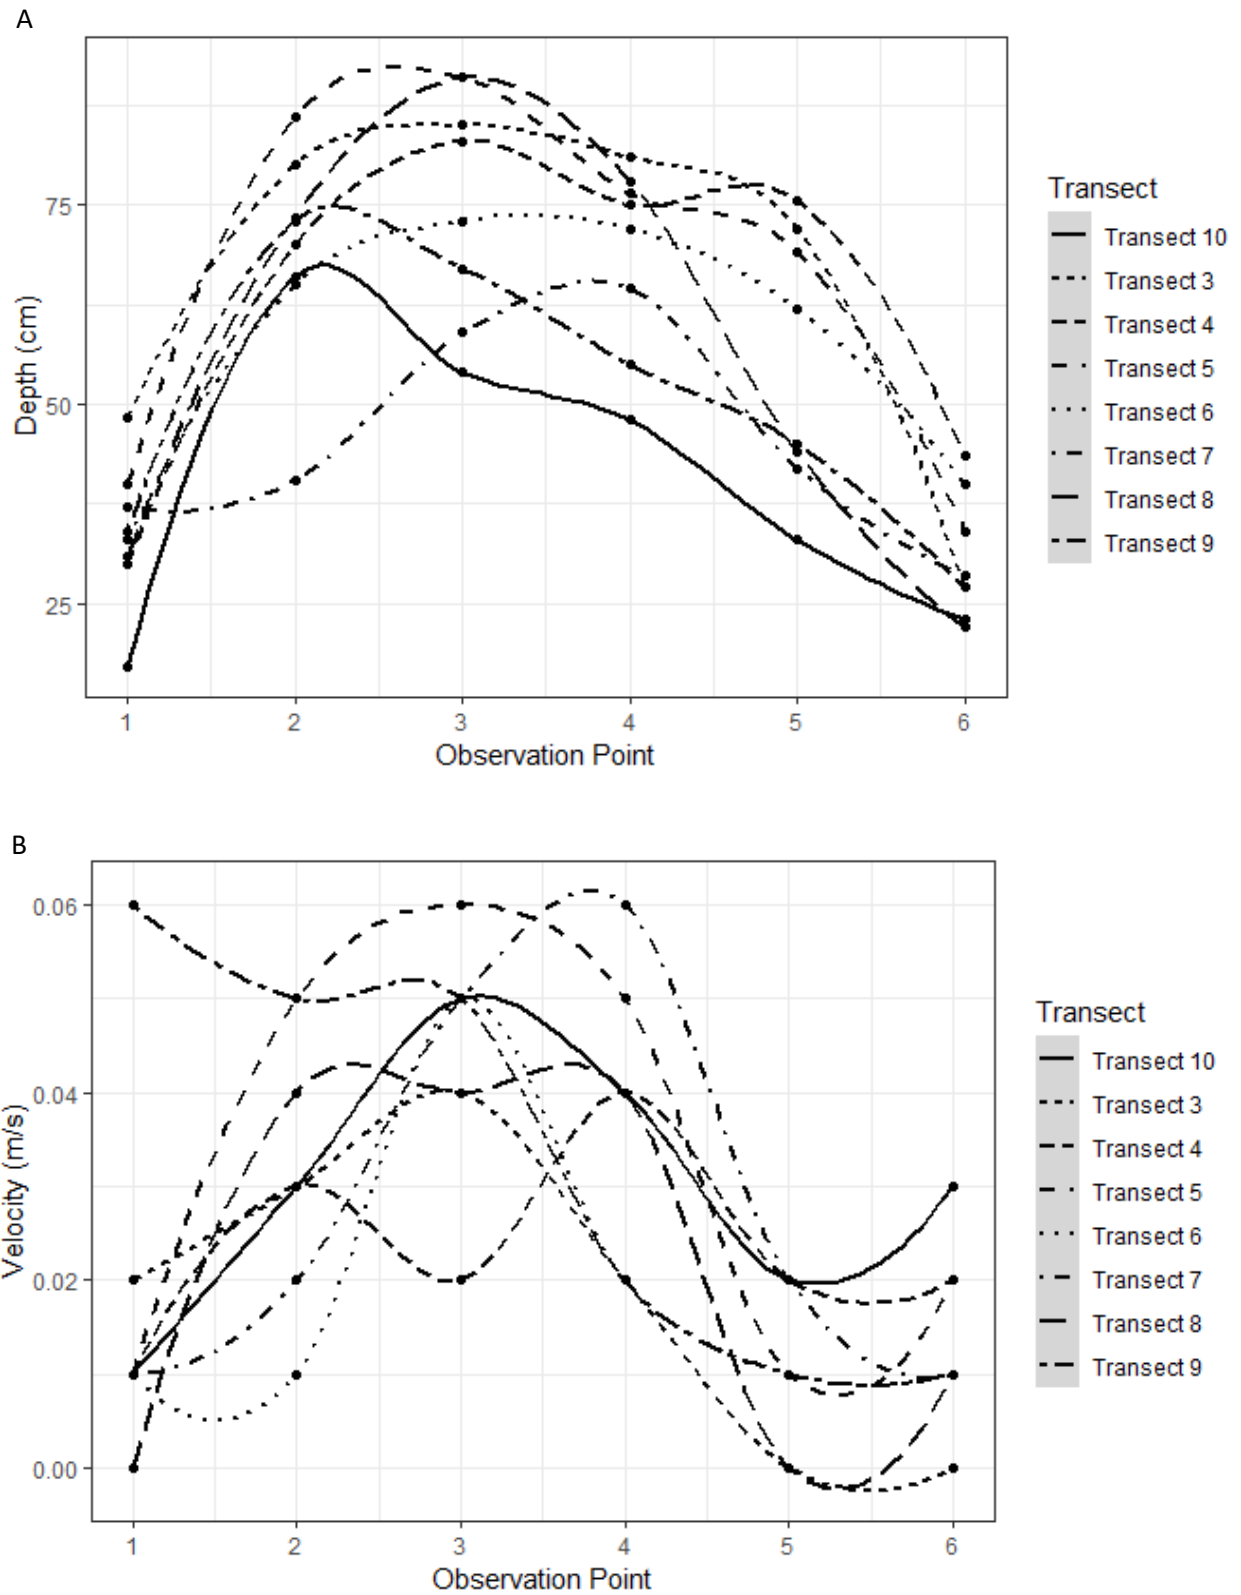 A
Depth (cm)
75
50
25
1 2 3 4 5 6
Observation Point
Transect
Transect 10
Transect 3
Transect 4
Transect 5
Transect 6
Transect 7
Transect 8
Transect 9
B
Velocity (m/s)
0.06
0.04
0.02
0.00
1 2 3 4 5 6
Observation Point
Transect
Transect 10
Transect 3
Transect 4
Transect 5
Transect 6
Transect 7
Transect 8
Transect 9